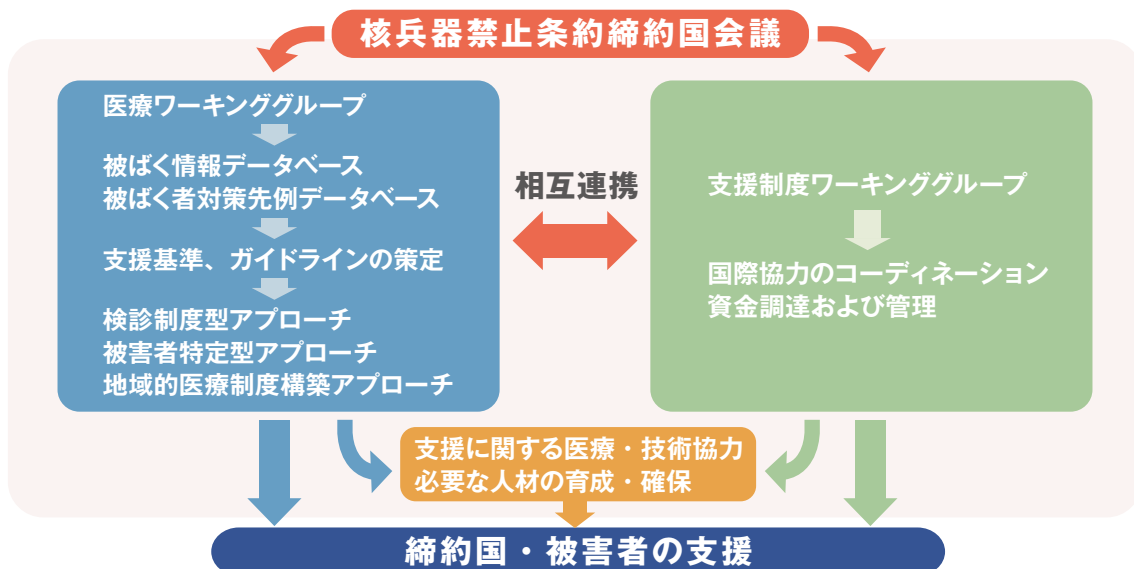 核兵器禁止条約締約国会議
医療ワーキンググループ
被ばく情報データベース
被ばく者対策先例データベース
支援基準、ガイドラインの策定
検診制度型アプローチ
被害者特定型アプローチ
地域的医療制度構築アプローチ
相互連携
支援制度ワーキンググループ
国際協力のコーディネーション
資金調達および管理
支援に関する医療・技術協力
必要な人材の育成・確保
締約国・被害者の支援